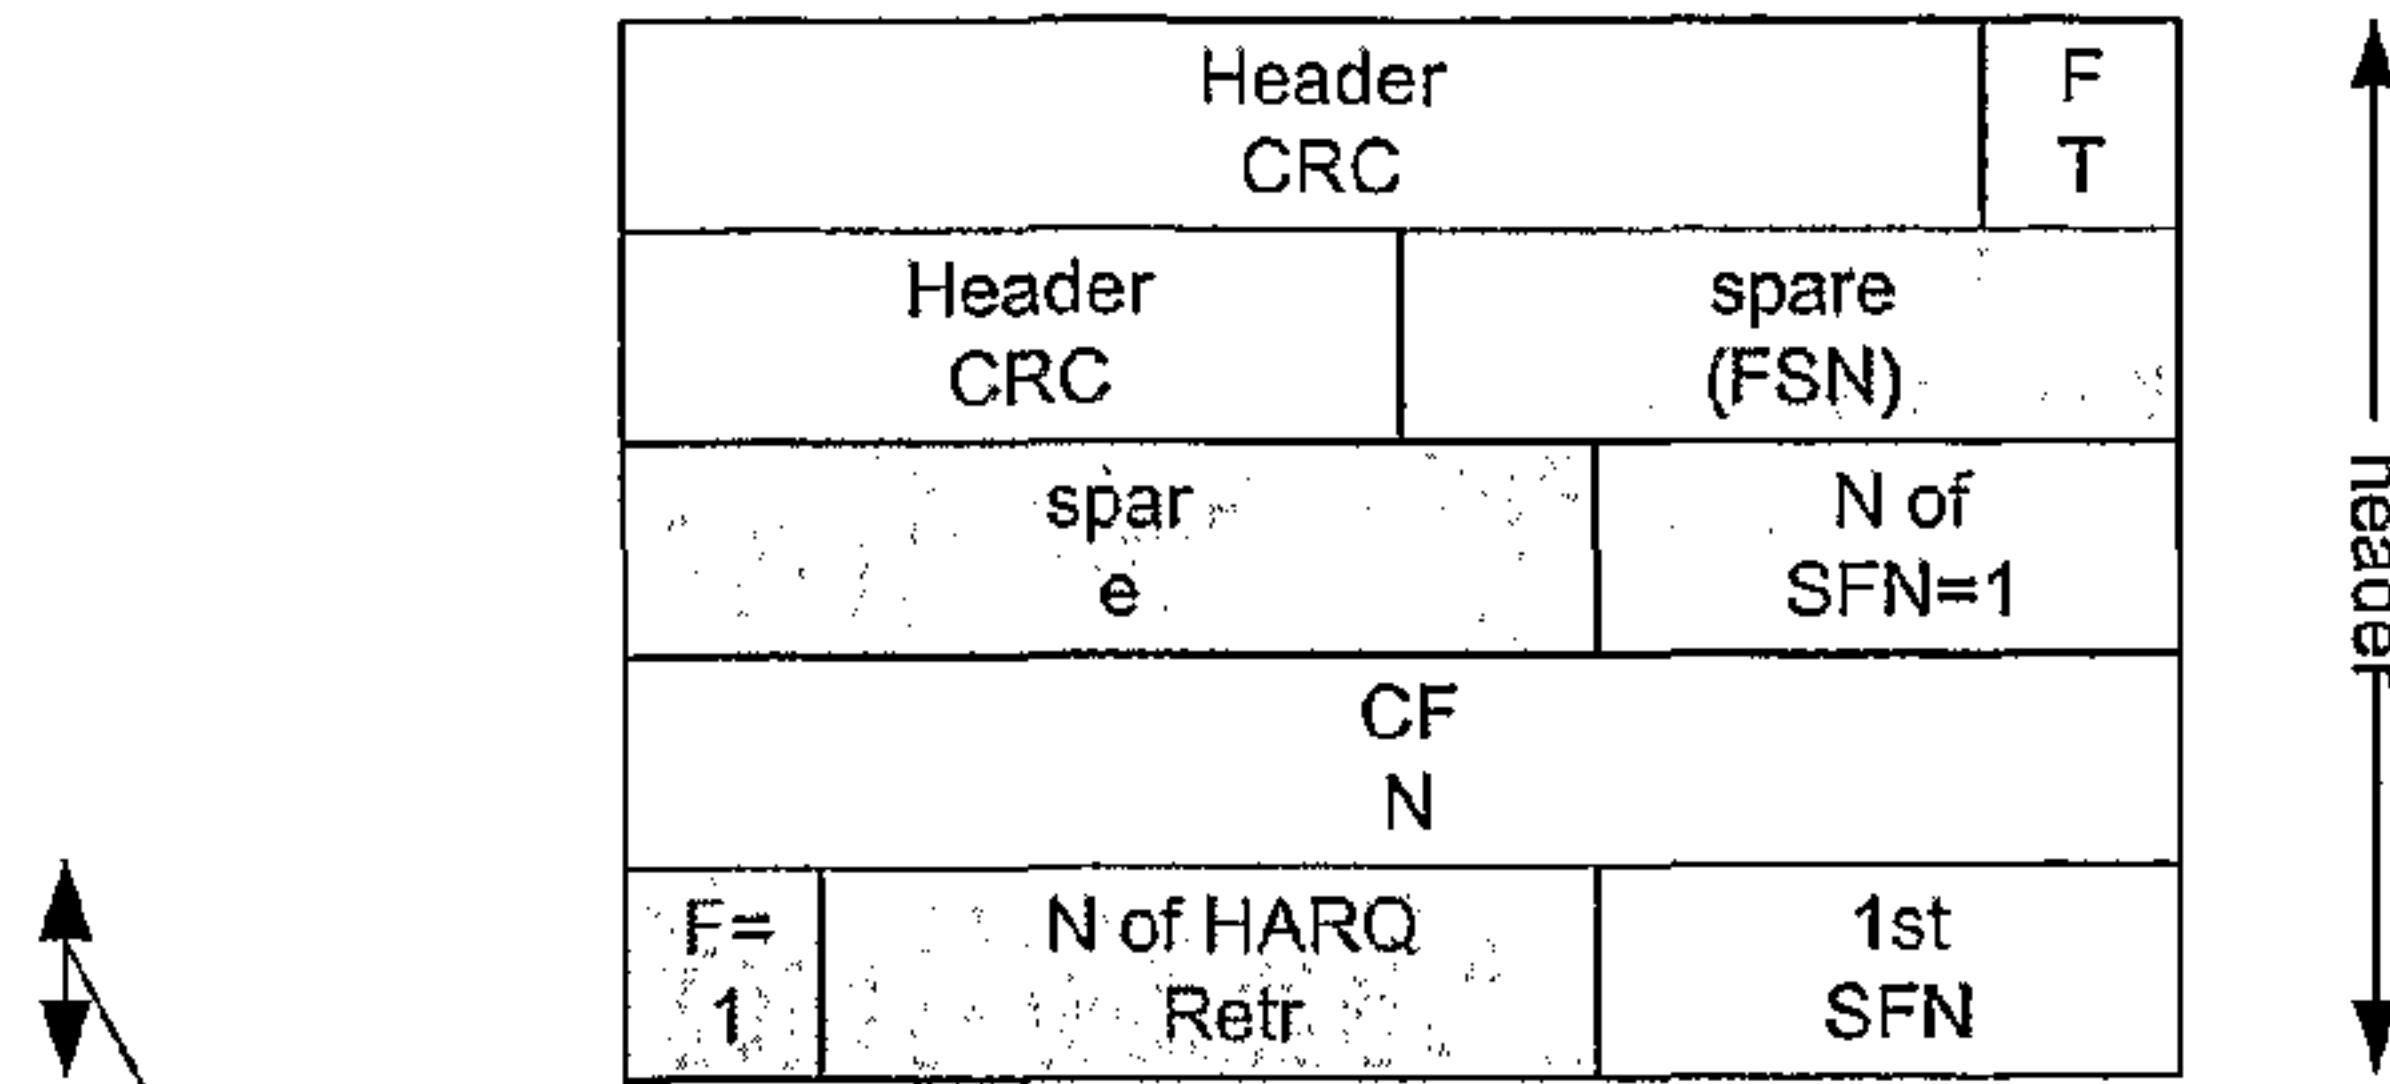 Header
CRC
F
T
Header
CRC
spare
(FSN)
spar
e
N of
SFN=1
CF
N
F=
1
N of HARQ
Retr
1st
SFN
header